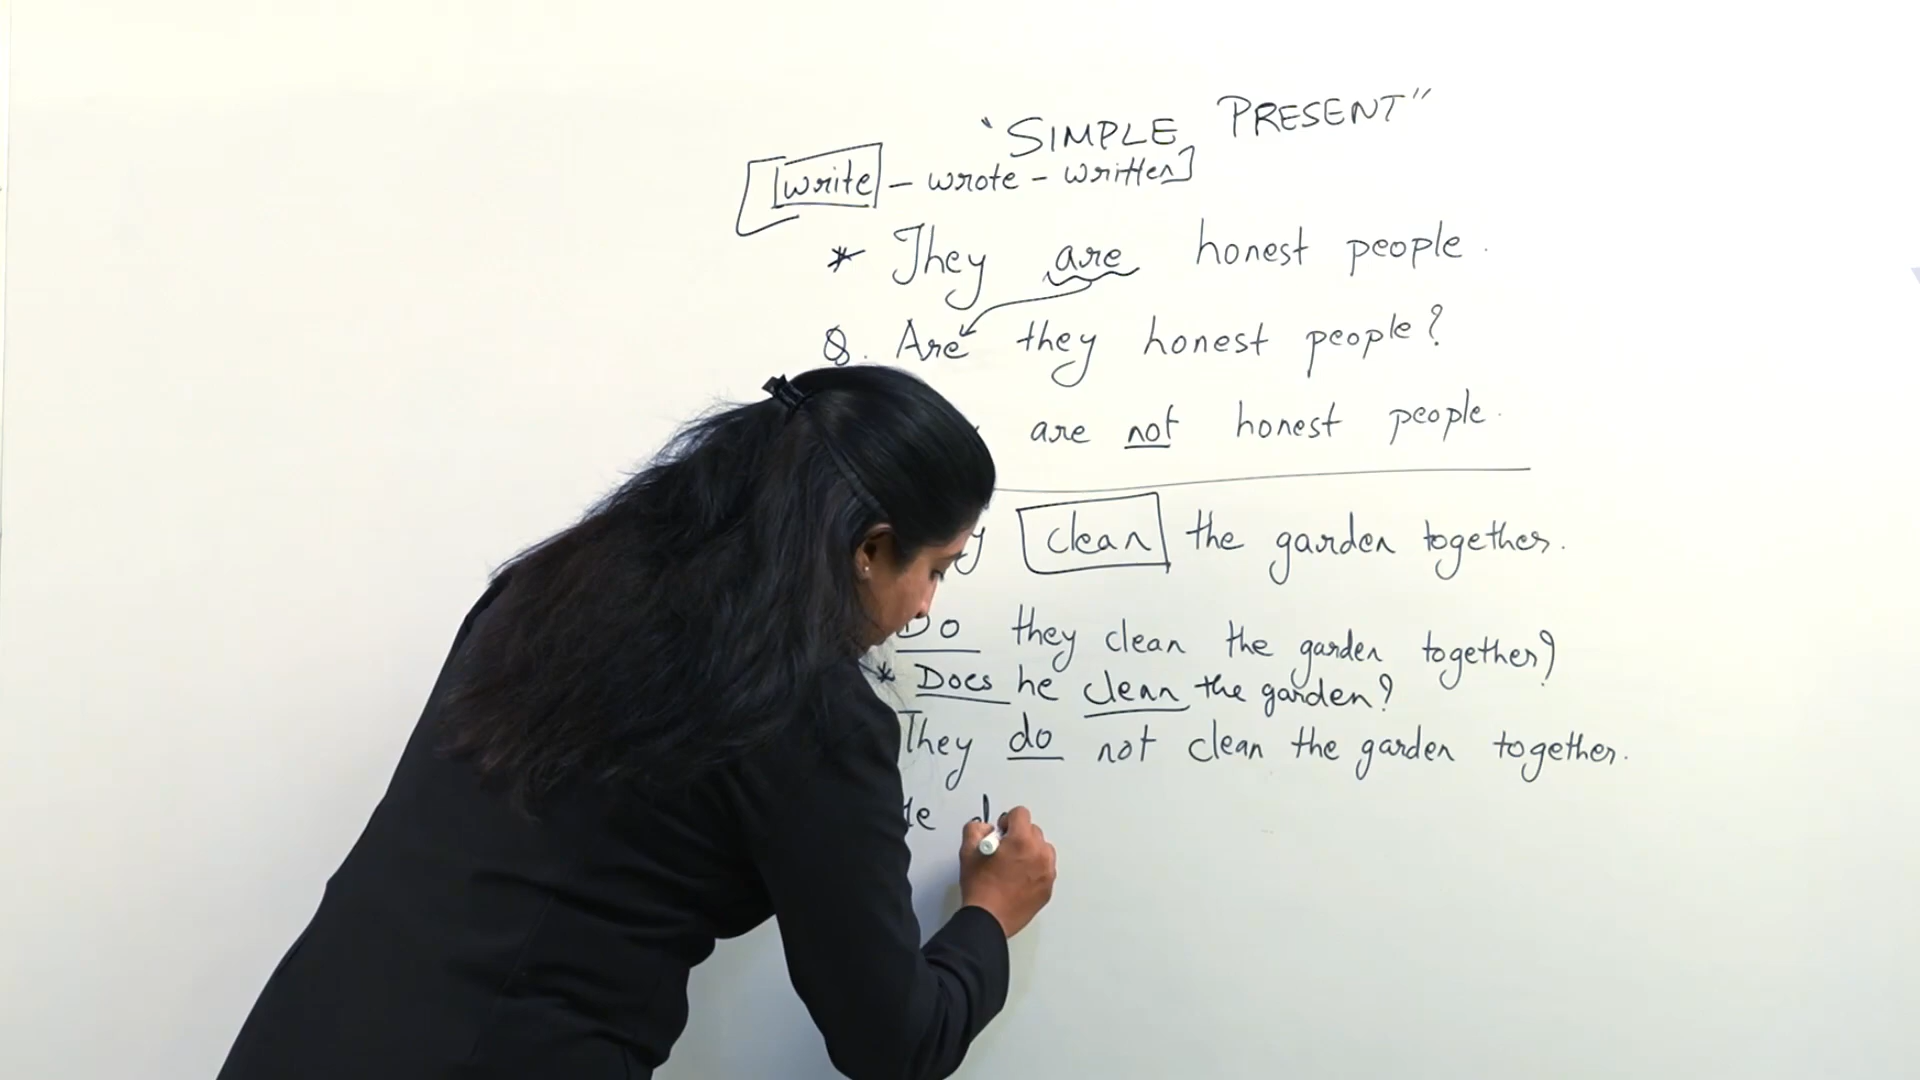 "SIMPLE PRESENT"
[write - wrote - written]
* They are honest people.
Q. Are they honest people?
are not honest people.
clean the garden together.
Do they clean the garden together?
* Does he clean the garden?
They do not clean the garden together.